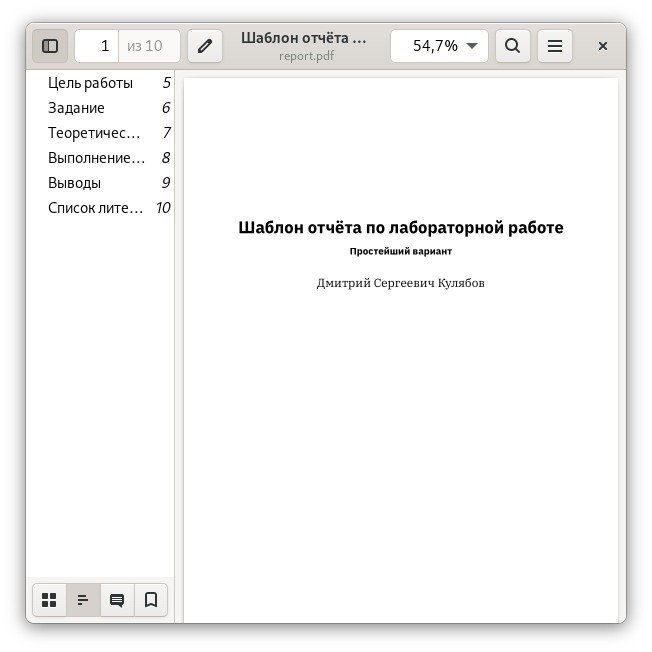 1 из 10
Шаблон отчёта ...
report.pdf
54,7%
Цель работы 5
Задание 6
Теоретичес... 7
Выполнение... 8
Выводы 9
Список лите... 10
Шаблон отчёта по лабораторной работе
Простейший вариант
Дмитрий Сергеевич Кулябов